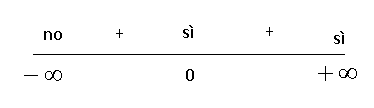 no + sì + sì
−∞ 0 +∞